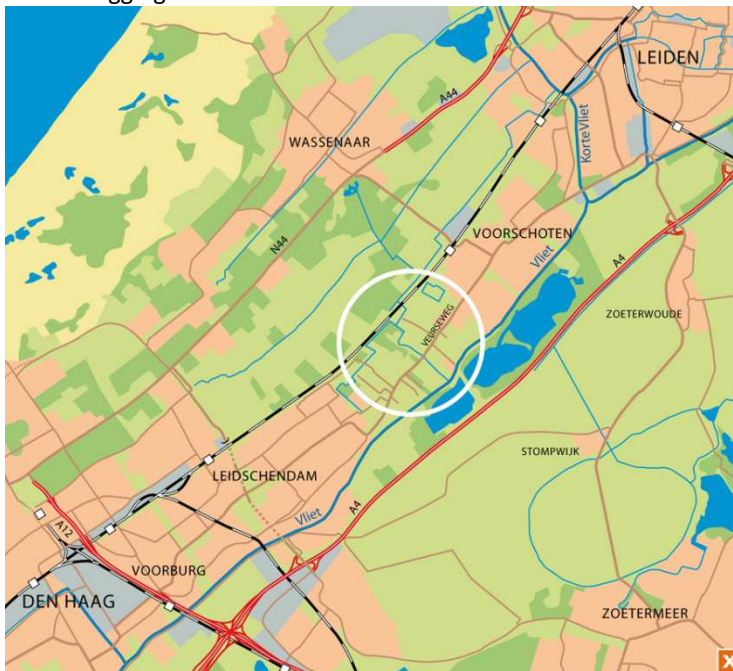 LEIDEN
A44
A44
WASSENAAR
Korte Vliet
VOORSCHOTEN
N44
Vliet
A4
VEURSEWEG
ZOETERWOUDE
STOMPWIJK
LEIDSCHENDAM
A4
Vliet
A12
VOORBURG
DEN HAAG
ZOETERMEER
X